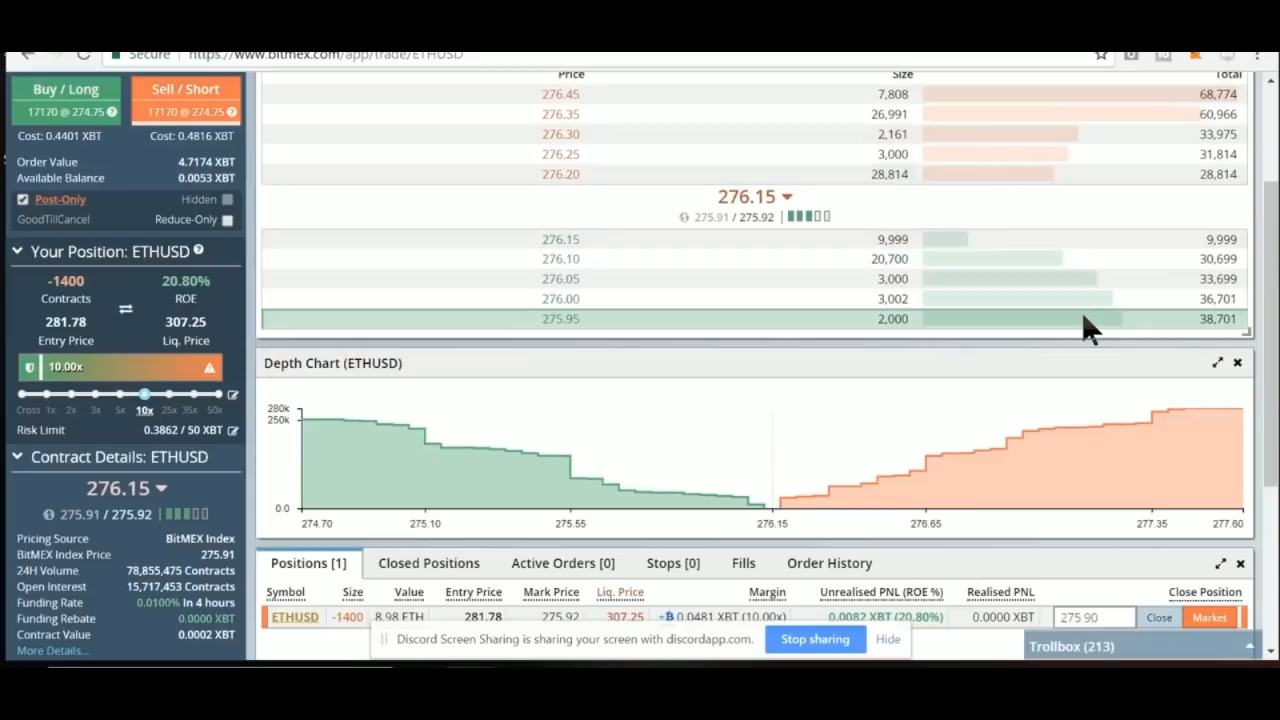 Secure https://www.bitmex.com/app/trade/ETHUSD
Buy / Long Sell / Short
17170 @ 274.75 17170 @ 274.75
Cost: 0.4401 XBT Cost: 0.4816 XBT
Order Value 4.7174 XBT
Available Balance 0.0053 XBT
Post-Only Hidden
GoodTillCancel Reduce-Only
Your Position: ETHUSD
-1400 20.80%
Contracts ROE
281.78 307.25
Entry Price Liq. Price
10.00x
Cross 1x 2x 3x 5x 10x 25x 35x 50x
Risk Limit 0.3862 / 50 XBT
Contract Details: ETHUSD
276.15
275.91 / 275.92
Pricing Source BitMEX Index
BitMEX Index Price 275.91
24H Volume 78,855,475 Contracts
Open Interest 15,717,453 Contracts
Funding Rate 0.0100% In 4 hours
Funding Rebate 0.0000 XBT
Contract Value 0.0002 XBT
More Details...
Price Size Total
276.45 7,808 68,774
276.35 26,991 60,966
276.30 2,161 33,975
276.25 3,000 31,814
276.20 28,814 28,814
276.15
275.91 / 275.92
276.15 9,999 9,999
276.10 20,700 30,699
276.05 3,000 33,699
276.00 3,002 36,701
275.95 2,000 38,701
Depth Chart (ETHUSD)
280k
250k
0.0
274.70 275.10 275.55 276.15 276.65 277.35 277.60
Positions [1] Closed Positions Active Orders [0] Stops [0] Fills Order History
Symbol Size Value Entry Price Mark Price Liq. Price Margin Unrealised PNL (ROE %) Realised PNL Close Position
ETHUSD -1400 8.98 ETH 281.78 275.92 307.25 0.0481 XBT (10.00x) 0.0082 XBT (20.80%) 0.0000 XBT 275 90 Close Market
Discord Screen Sharing is sharing your screen with discordapp.com. Stop sharing Hide
Trollbox (213)